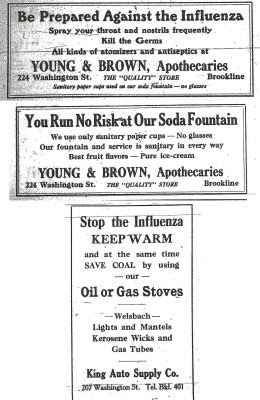 Be Prepared Against the Influenza
Spray your throat and nostrils frequently
Kill the Germs
All kinds of atomizers and antiseptics at
YOUNG & BROWN, Apothecaries
224 Washington St. THE "QUALITY" STORE Brookline
Sanitary paper cups used on our soda fountain — no glasses
You Run No Risk at Our Soda Fountain
We use only sanitary paper cups — No glasses
Our fountain and service is sanitary in every way
Best fruit flavors — Pure ice-cream
YOUNG & BROWN, Apothecaries
224 Washington St. THE "QUALITY" STORE Brookline
Stop the Influenza
KEEP WARM
and at the same time
SAVE COAL by using
— our —
Oil or Gas Stoves
— Welsbach —
Lights and Mantels
Kerosene Wicks and
Gas Tubes
King Auto Supply Co.
207 Washington St. Tel. Bkl. 401